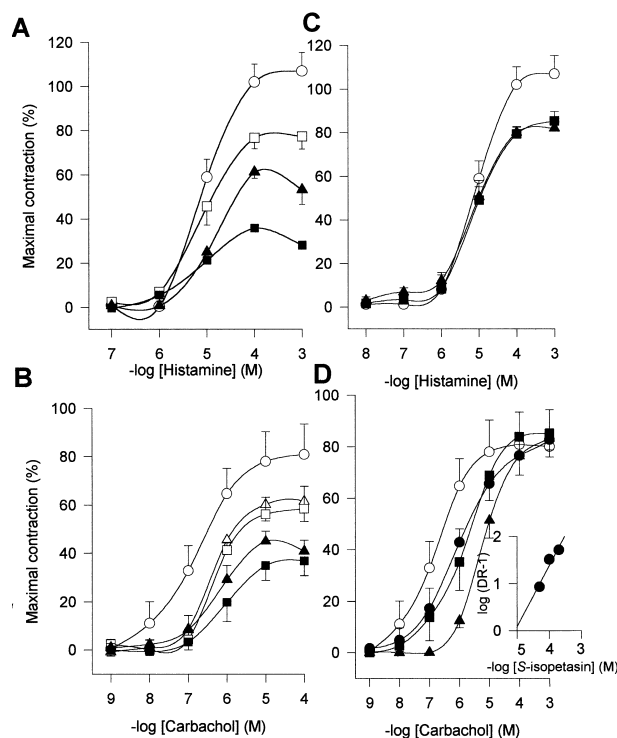 A
Maximal contraction (%)
120
100
80
60
40
20
0
7 6 5 4 3
-log [Histamine] (M)
C
120
100
80
60
40
20
0
8 7 6 5 4 3
-log [Histamine] (M)
B
Maximal contraction (%)
100
80
60
40
20
0
9 8 7 6 5 4
-log [Carbachol] (M)
D
100
80
60
40
20
0
9 8 7 6 5 4 3
-log [Carbachol] (M)
log (DR-1)
2
1
0
5 4 3
-log [S-isopetasin] (M)